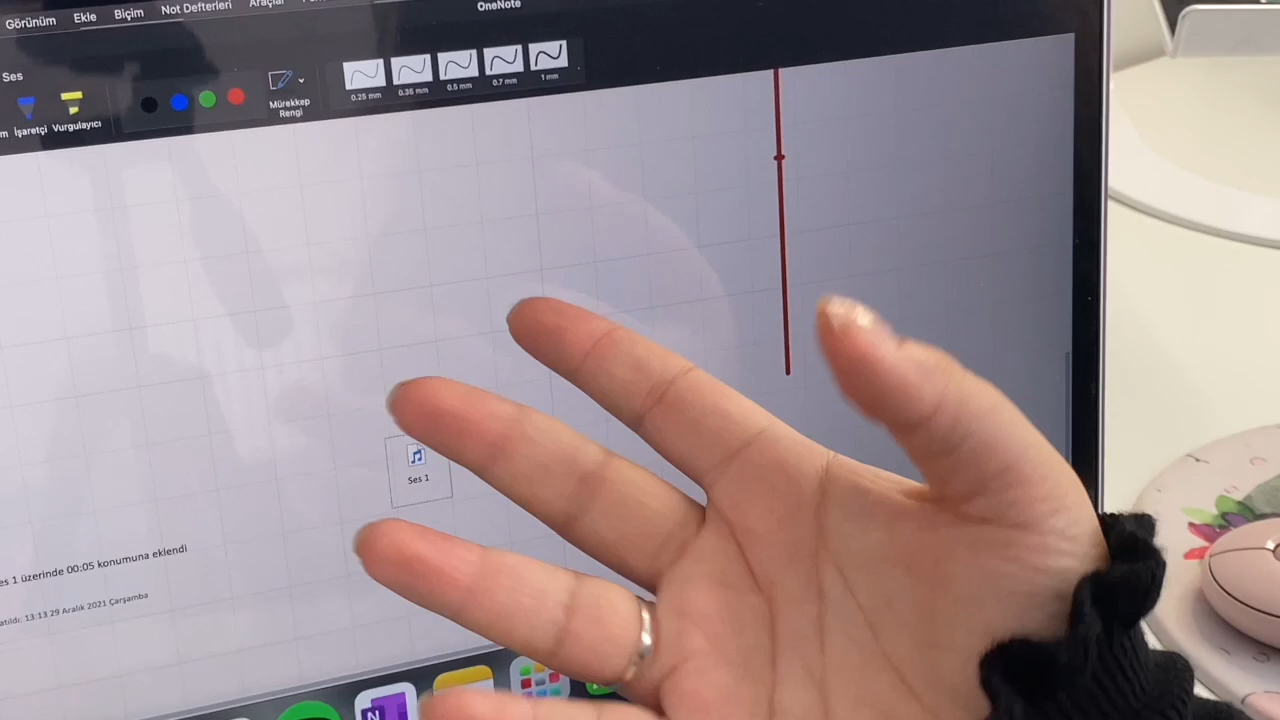 Görünüm Ekle Biçim Not Defterleri Araçlar
OneNote
Ses
İşaretçi Vurgulayıcı
Mürekkep
Rengi
0.25 mm 0.35 mm 0.5 mm 0.7 mm 1 mm
Ses 1
es 1 üzerinde 00:05 konumuna eklendi
atıldı: 13:13 29 Aralık 2021 Çarşamba
N